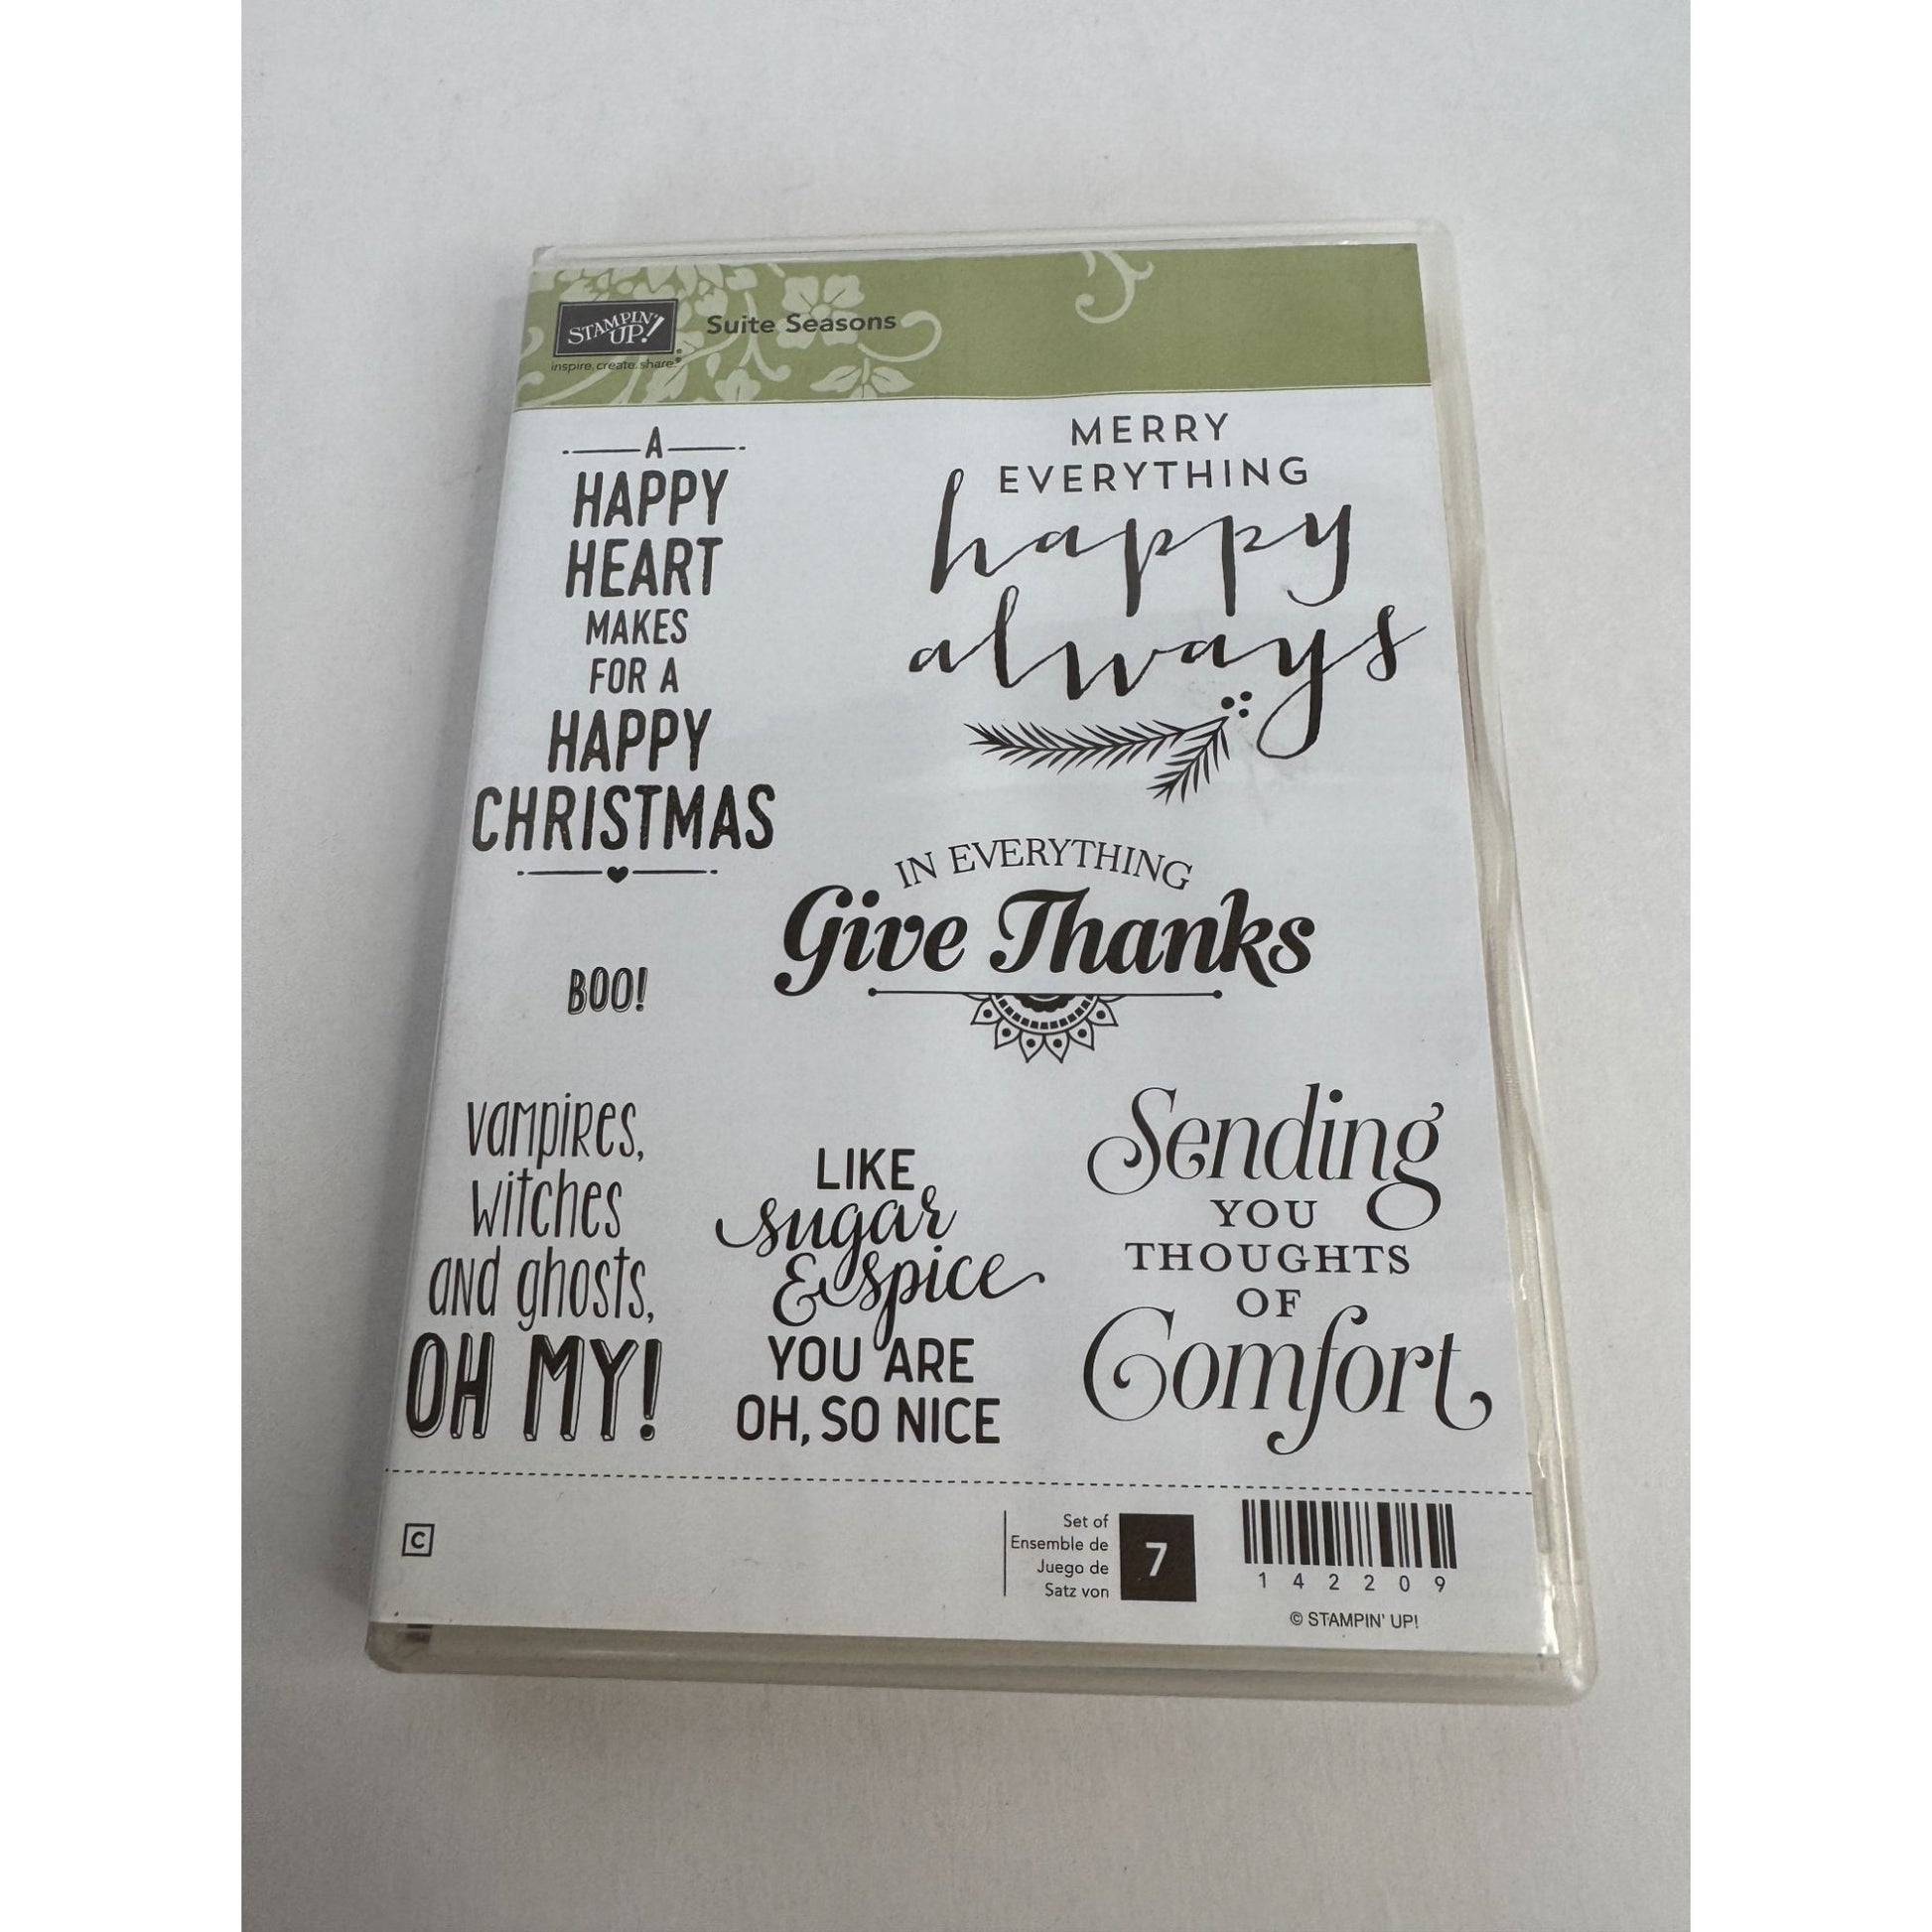 STAMPIN' UP!
inspire.create.share.®
Suite Seasons
A
HAPPY
HEART
MAKES
FOR A
HAPPY
CHRISTMAS
MERRY
EVERYTHING
happy
always
IN EVERYTHING
Give Thanks
BOO!
vampires,
witches
and ghosts,
OH MY!
LIKE
sugar
& spice
YOU ARE
OH, SO NICE
Sending
YOU
THOUGHTS
OF
Comfort
C
Set of
Ensemble de
Juego de
Satz von
7
142209
© STAMPIN' UP!